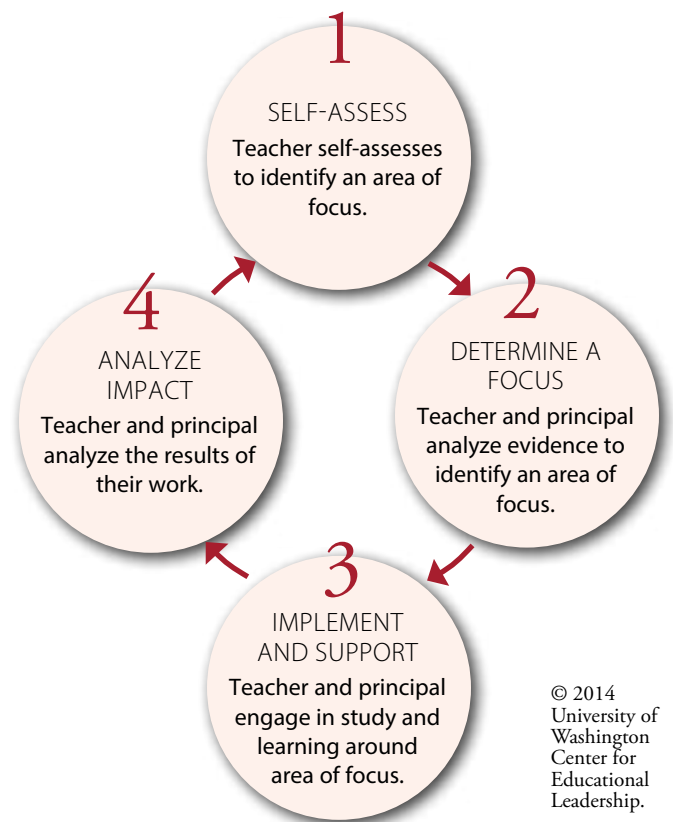 1
SELF-ASSESS
Teacher self-assesses
to identify an area of
focus.
2
DETERMINE A
FOCUS
Teacher and principal
analyze evidence to
identify an area of
focus.
3
IMPLEMENT
AND SUPPORT
Teacher and principal
engage in study and
learning around
area of focus.
4
ANALYZE
IMPACT
Teacher and principal
analyze the results of
their work.
© 2014
University of
Washington
Center for
Educational
Leadership.